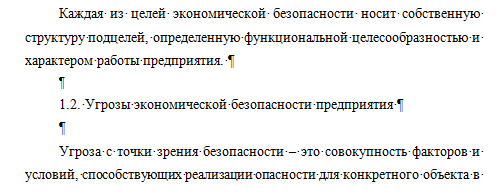 Каждая из целей экономической безопасности носит собственную
структуру подцелей, определенную функциональной целесообразностью и
характером работы предприятия. ¶
¶
1.2. Угрозы экономической безопасности предприятия ¶
¶
Угроза с точки зрения безопасности – это совокупность факторов и
условий, способствующих реализации опасности для конкретного объекта в